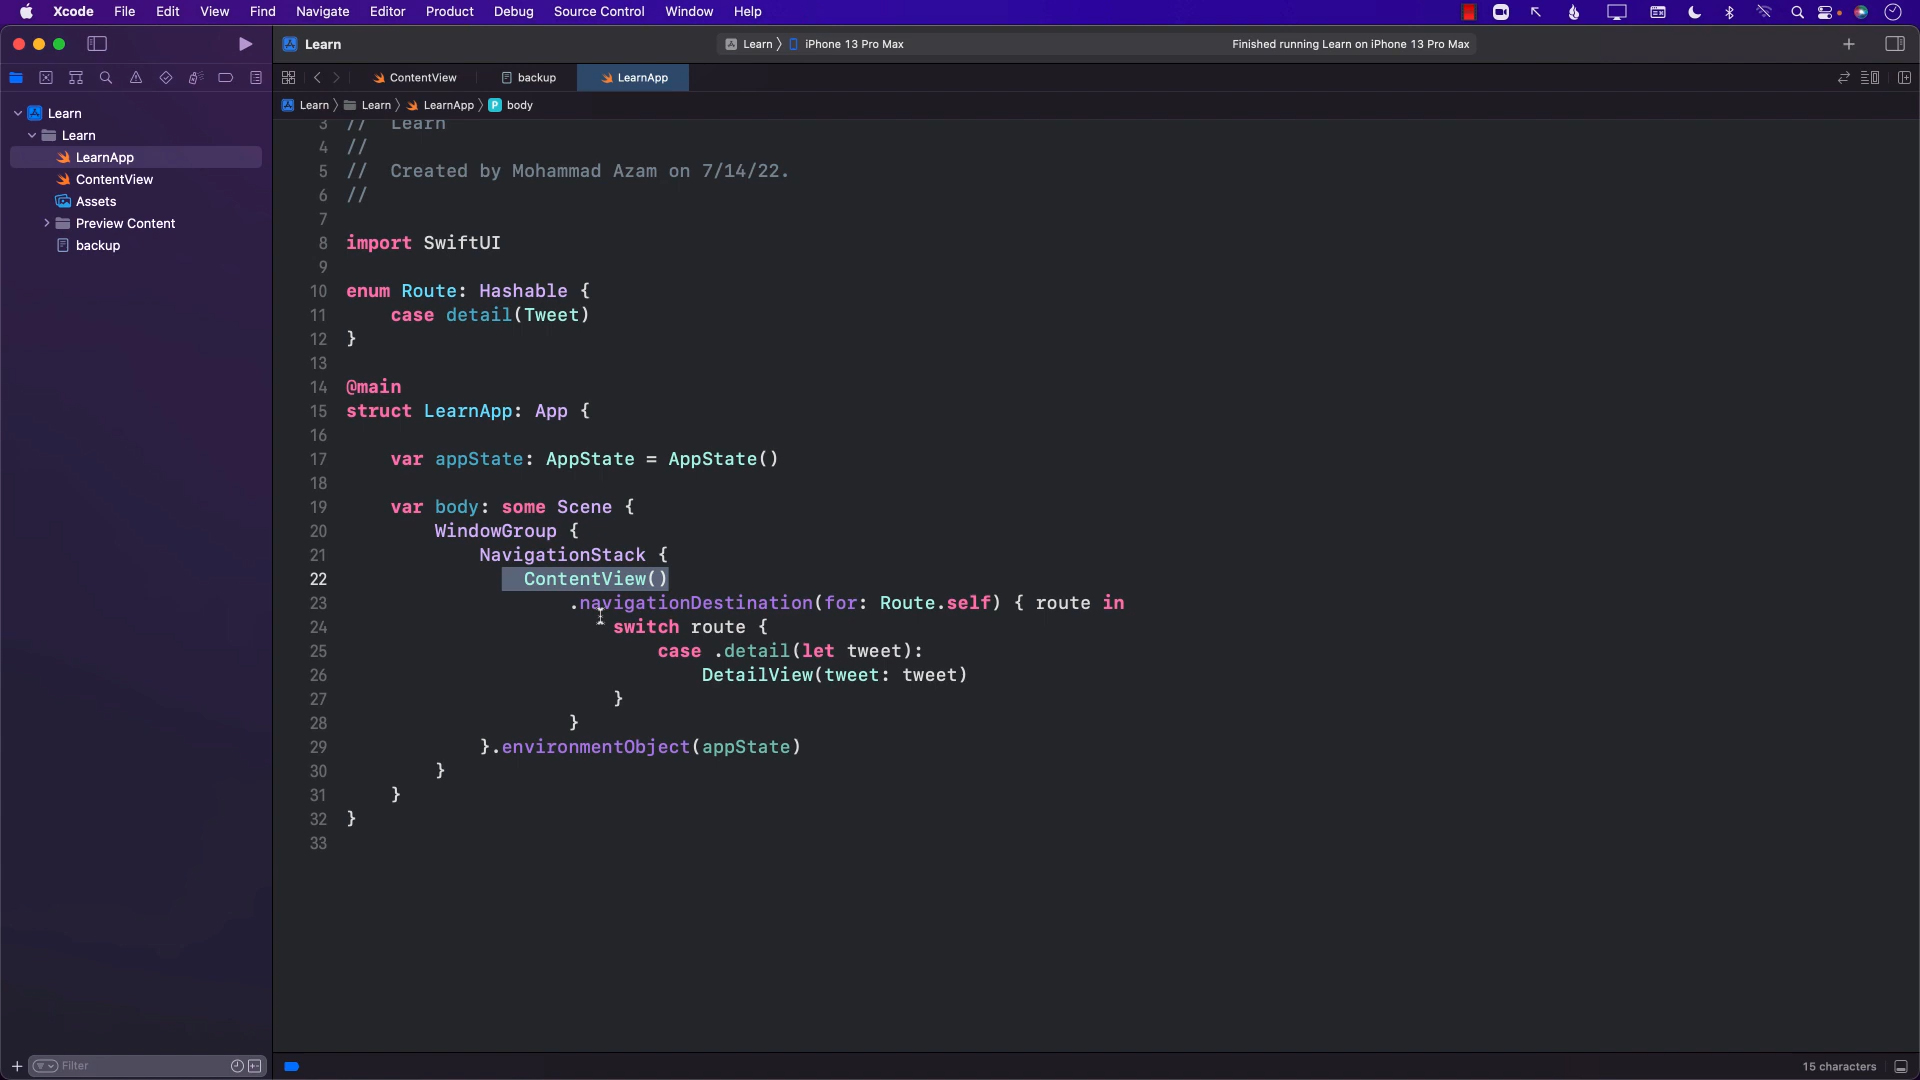 Xcode File Edit View Find Navigate Editor Product Debug Source Control Window Help
Learn
Learn iPhone 13 Pro Max
Finished running Learn on iPhone 13 Pro Max
ContentView backup LearnApp
Learn Learn LearnApp P body
Learn
Learn
LearnApp
ContentView
Assets
Preview Content
backup
3 // Learn
4 //
5 // Created by Mohammad Azam on 7/14/22.
6 //
7
8 import SwiftUI
9
10 enum Route: Hashable {
11 case detail(Tweet)
12 }
13
14 @main
15 struct LearnApp: App {
16
17 var appState: AppState = AppState()
18
19 var body: some Scene {
20 WindowGroup {
21 NavigationStack {
22 ContentView()
23 .navigationDestination(for: Route.self) { route in
24 switch route {
25 case .detail(let tweet):
26 DetailView(tweet: tweet)
27 }
28 }
29 }.environmentObject(appState)
30 }
31 }
32 }
33
Filter
15 characters